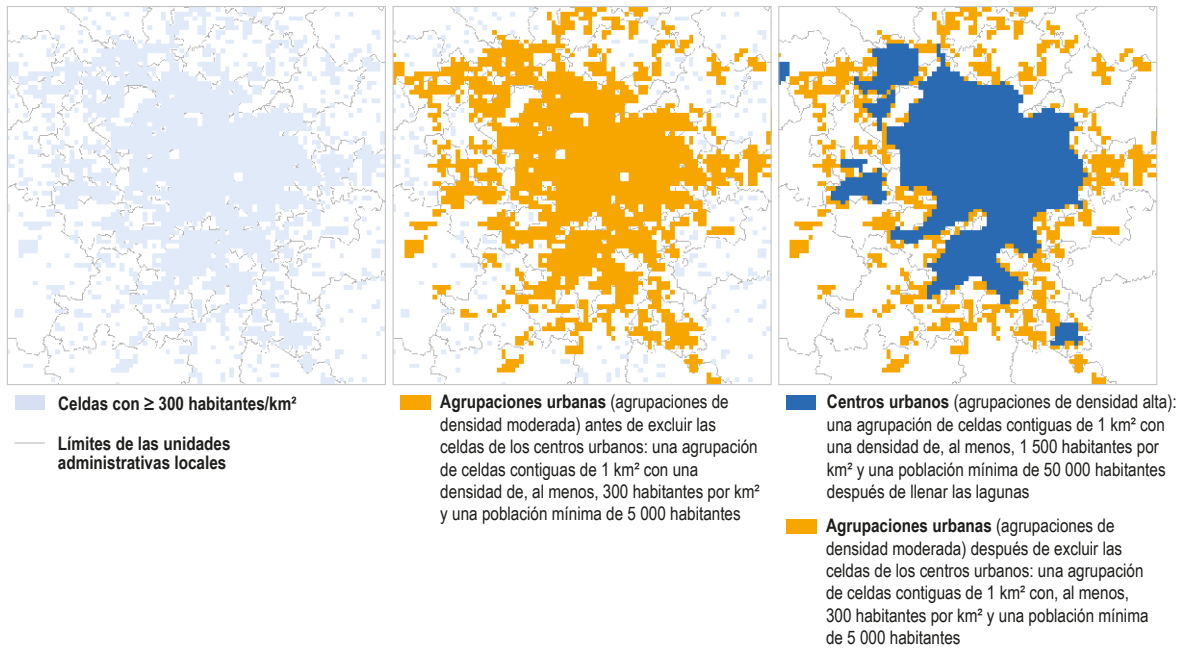 Celdas con ≥ 300 habitantes/km²
Límites de las unidades
administrativas locales
Agrupaciones urbanas (agrupaciones de
densidad moderada) antes de excluir las
celdas de los centros urbanos: una agrupación
de celdas contiguas de 1 km² con una
densidad de, al menos, 300 habitantes por km²
y una población mínima de 5 000 habitantes
Centros urbanos (agrupaciones de densidad alta):
una agrupación de celdas contiguas de 1 km² con
una densidad de, al menos, 1 500 habitantes por
km² y una población mínima de 50 000 habitantes
después de llenar las lagunas
Agrupaciones urbanas (agrupaciones de
densidad moderada) después de excluir las
celdas de los centros urbanos: una agrupación
de celdas contiguas de 1 km² con, al menos,
300 habitantes por km² y una población mínima
de 5 000 habitantes